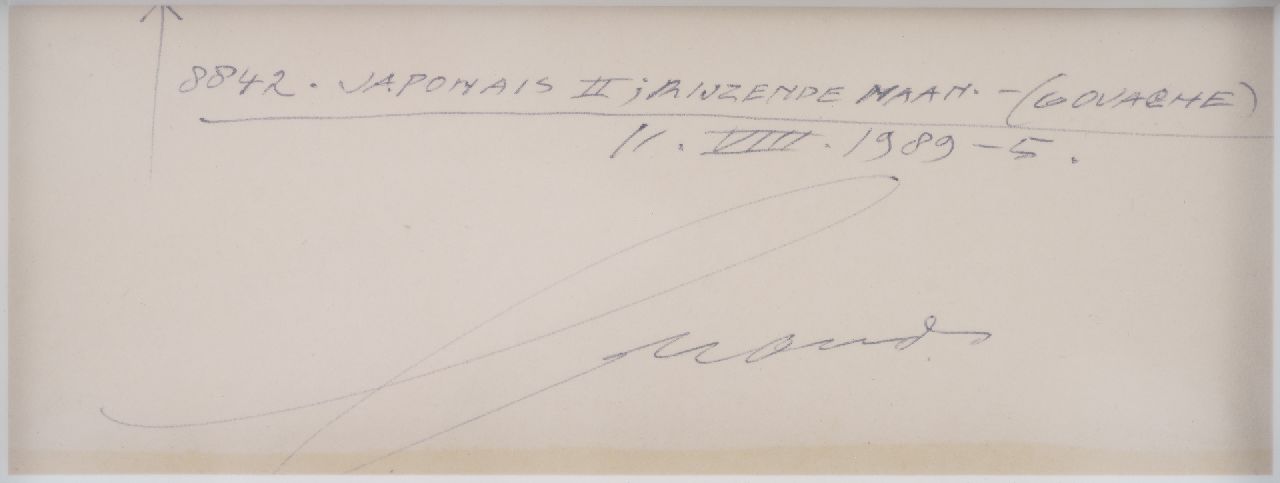 8842. JAPONAIS II; RIJZENDE MAAN. - (GOUACHE)
11. VIII. 1989 - 5.